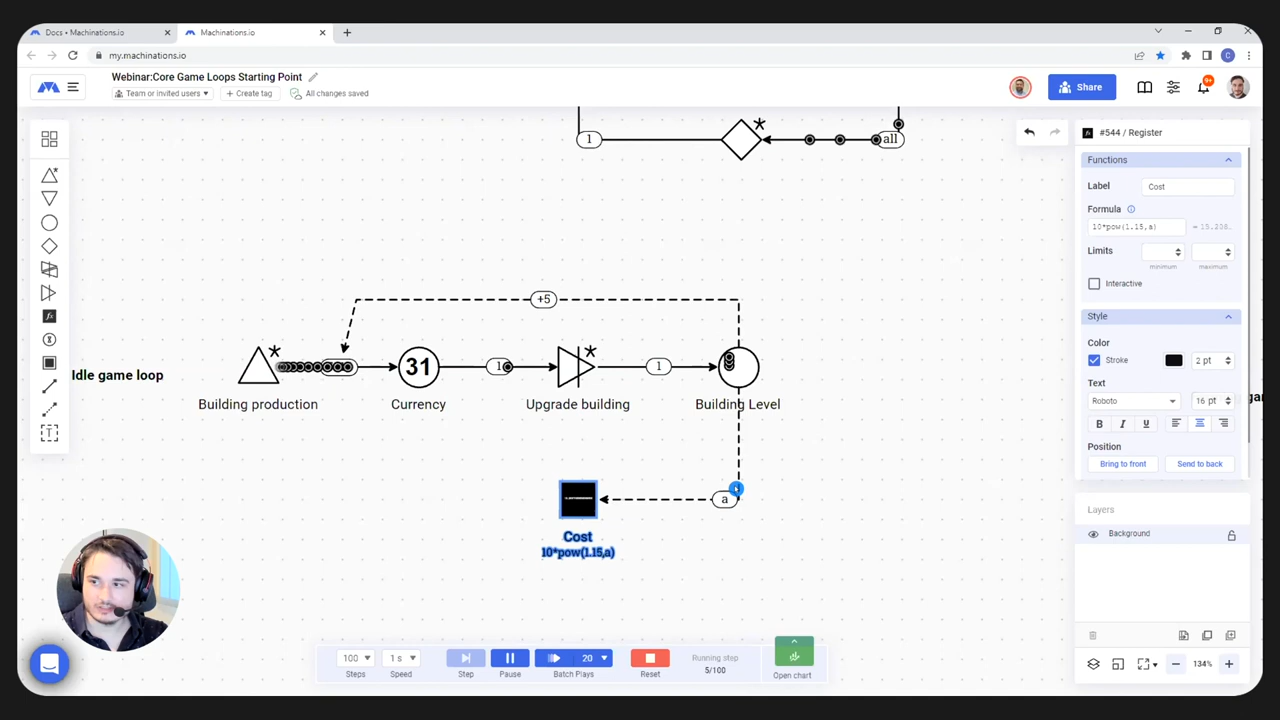 Docs • Machinations.io
Machinations.io
my.machinations.io
C
Webinar:Core Game Loops Starting Point
Team or invited users
+ Create tag
All changes saved
Share
9+
1
all
#544 / Register
Functions
Label
Cost
Formula
10*pow(1.15,a)
Limits
minimum
maximum
Interactive
Style
Color
Stroke
2 pt
Text
Roboto
16 pt
B
I
U
Position
Bring to front
Send to back
Layers
Background
134%
+5
31
1
1
Idle game loop
Building production
Currency
Upgrade building
Building Level
a
Cost
10*pow(1.15,a)
100
1 s
20
Steps
Speed
Step
Pause
Batch Plays
Reset
Running step
5/100
Open chart
fx
T